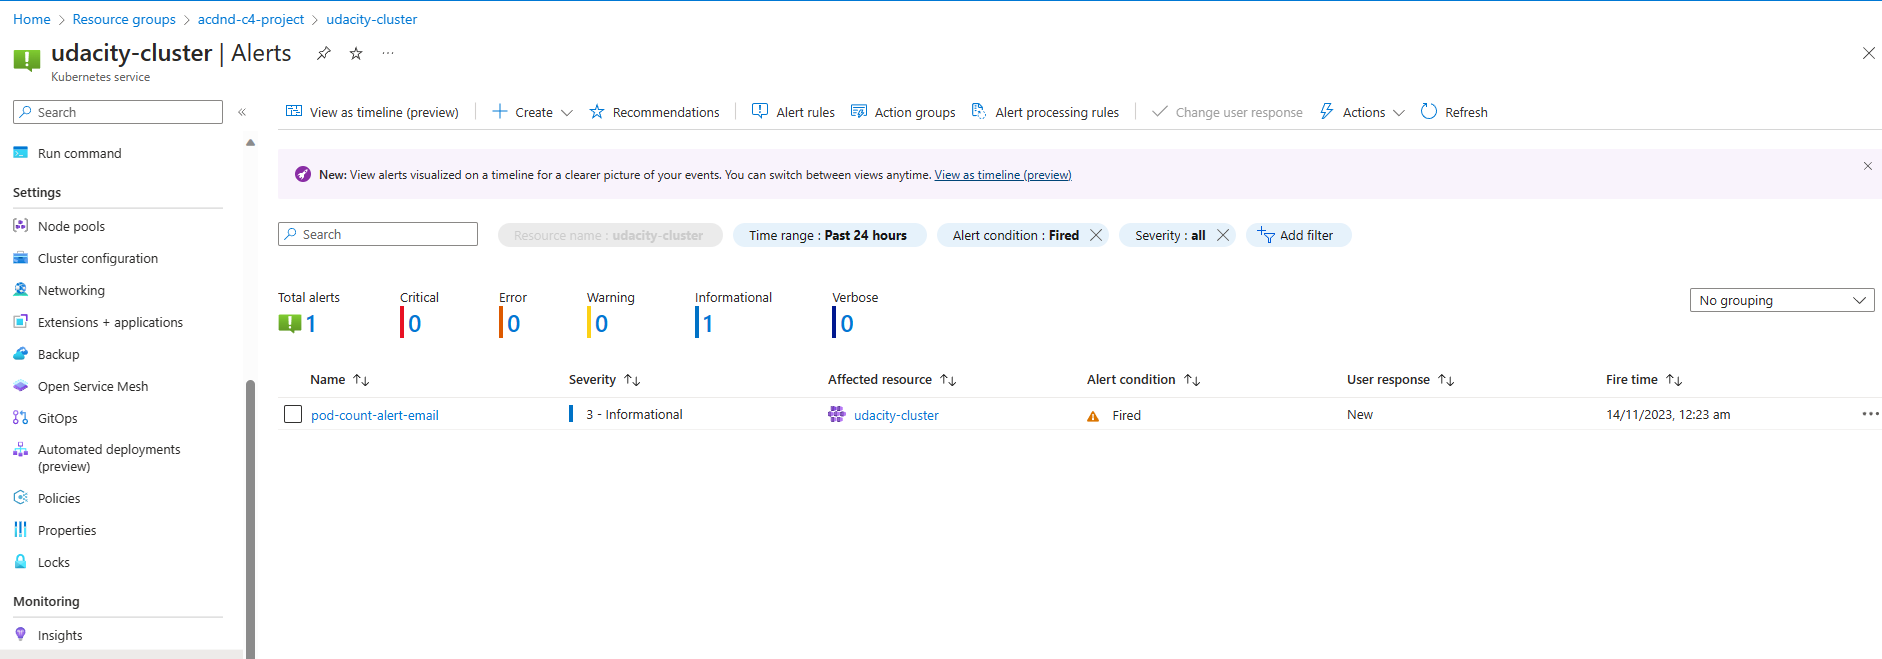 Home > Resource groups > acdnd-c4-project > udacity-cluster
udacity-cluster | Alerts
Kubernetes service
Search
View as timeline (preview) Create Recommendations Alert rules Action groups Alert processing rules Change user response Actions Refresh
Run command
Settings
Node pools
Cluster configuration
Networking
Extensions + applications
Backup
Open Service Mesh
GitOps
Automated deployments
(preview)
Policies
Properties
Locks
Monitoring
Insights
New: View alerts visualized on a timeline for a clearer picture of your events. You can switch between views anytime. View as timeline (preview)
Search Resource name : udacity-cluster Time range : Past 24 hours Alert condition : Fired Severity : all Add filter
Total alerts Critical Error Warning Informational Verbose
1 0 0 0 1 0
No grouping
Name Severity Affected resource Alert condition User response Fire time
pod-count-alert-email 3 - Informational udacity-cluster Fired New 14/11/2023, 12:23 am